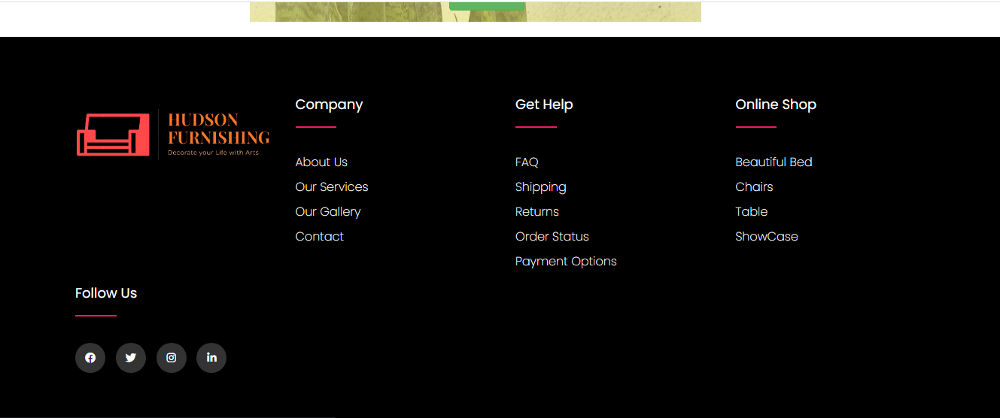 HUDSON
FURNISHING
Decorate your Life with Arts
Company
About Us
Our Services
Our Gallery
Contact
Get Help
FAQ
Shipping
Returns
Order Status
Payment Options
Online Shop
Beautiful Bed
Chairs
Table
ShowCase
Follow Us